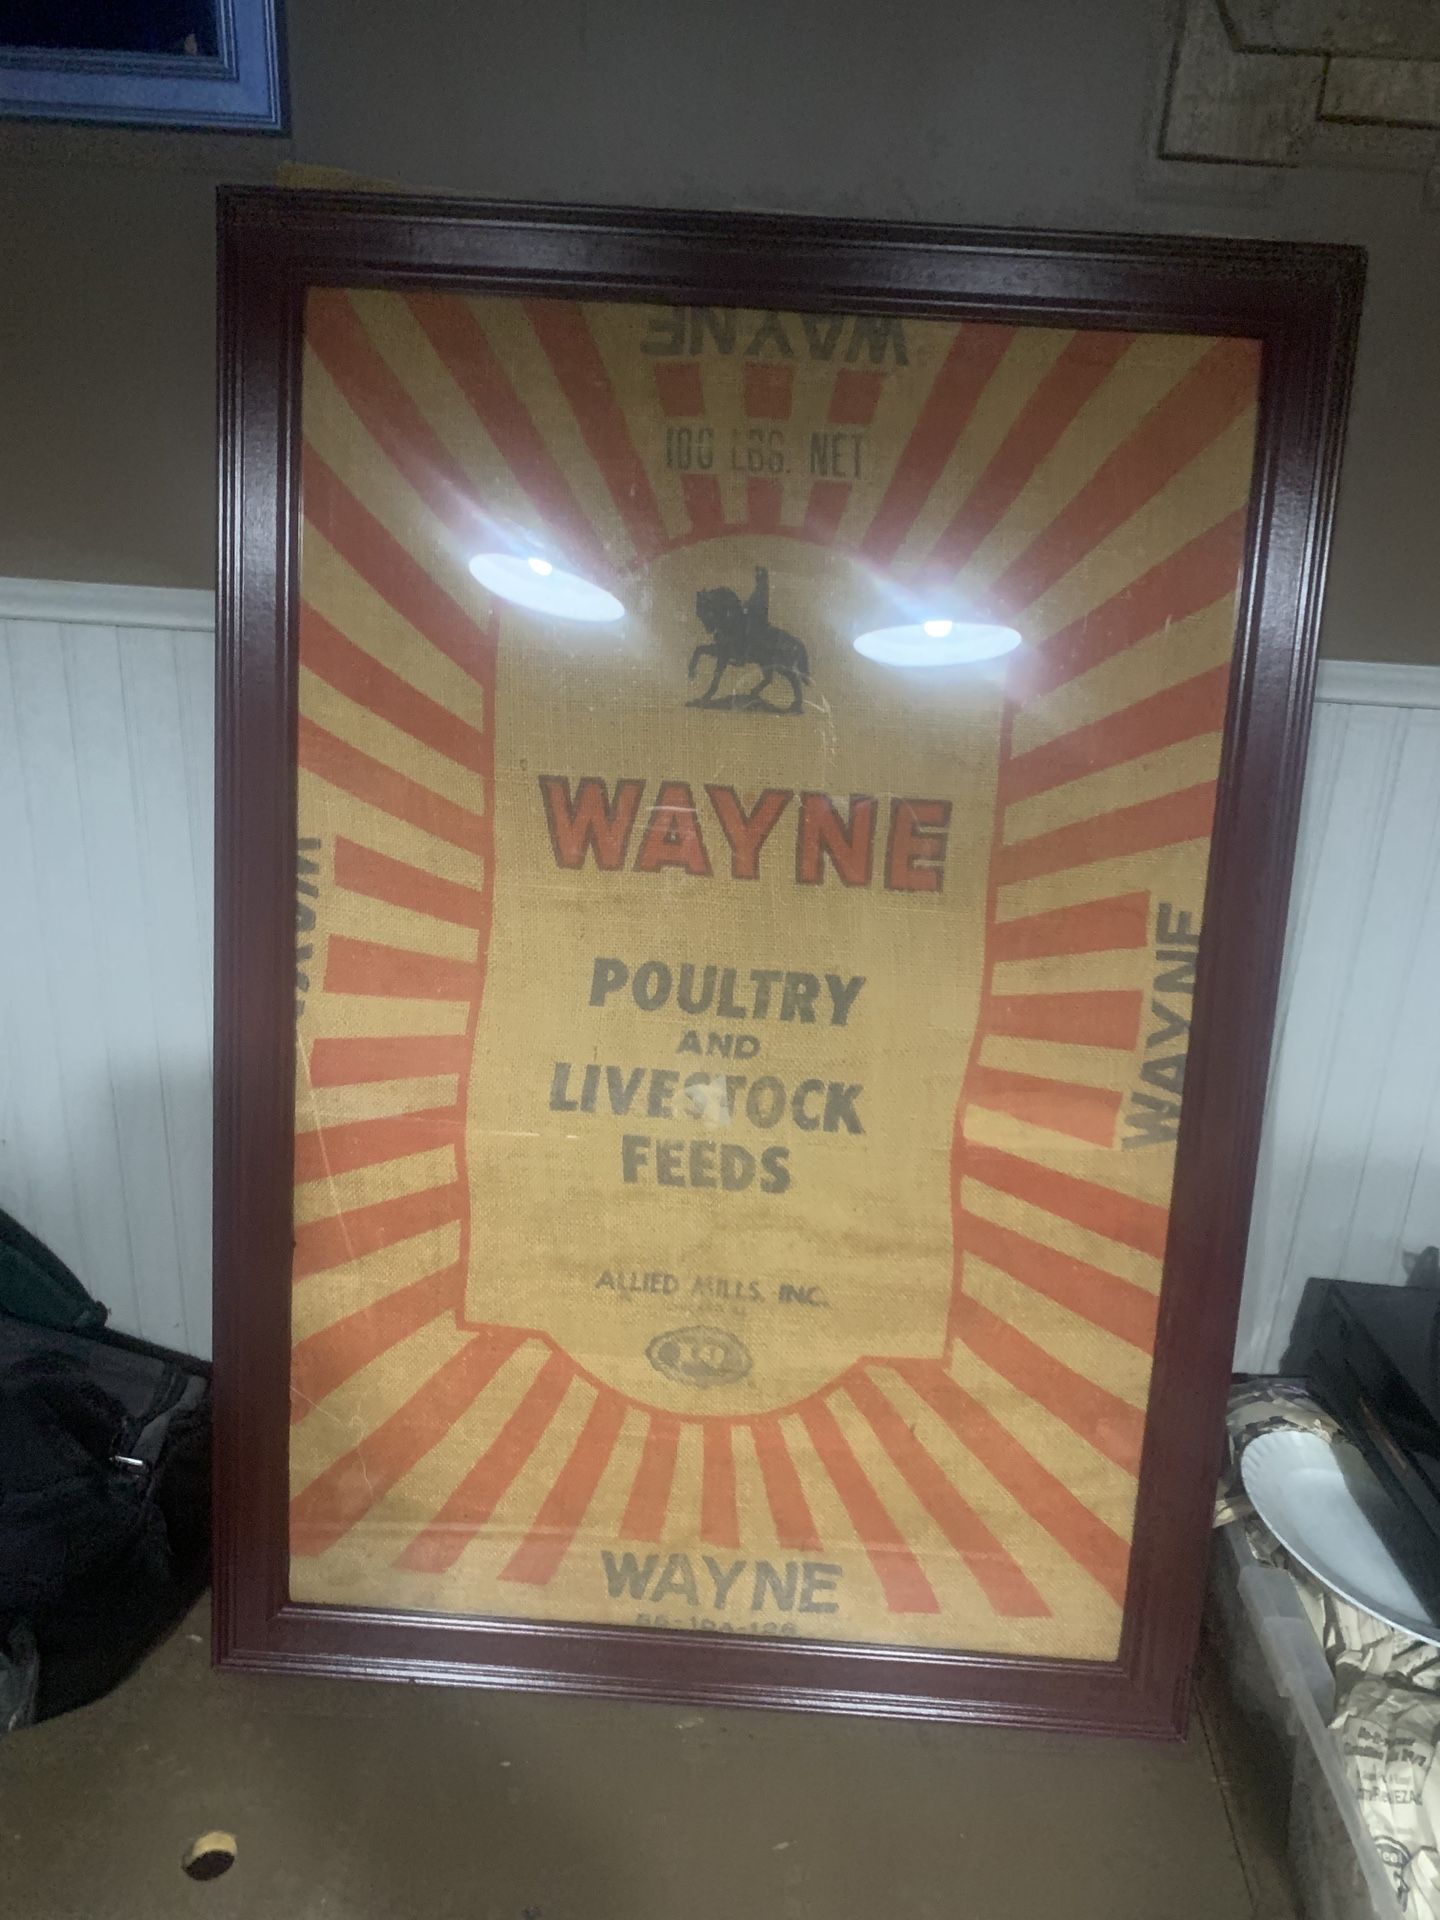 WAYNE
100 LBS. NET
WAYNE
POULTRY
AND
LIVESTOCK
FEEDS
ALLIED MILLS, INC.
WAYNE
WAYNE